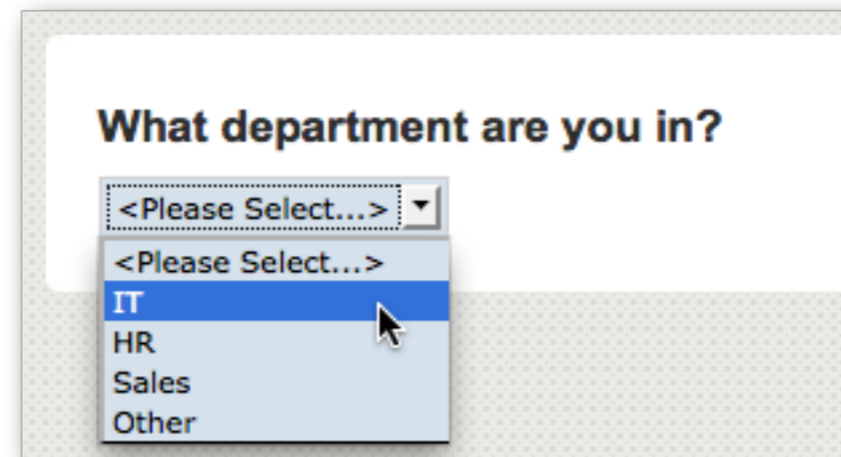 What department are you in?
<Please Select...>
<Please Select...>
IT
HR
Sales
Other